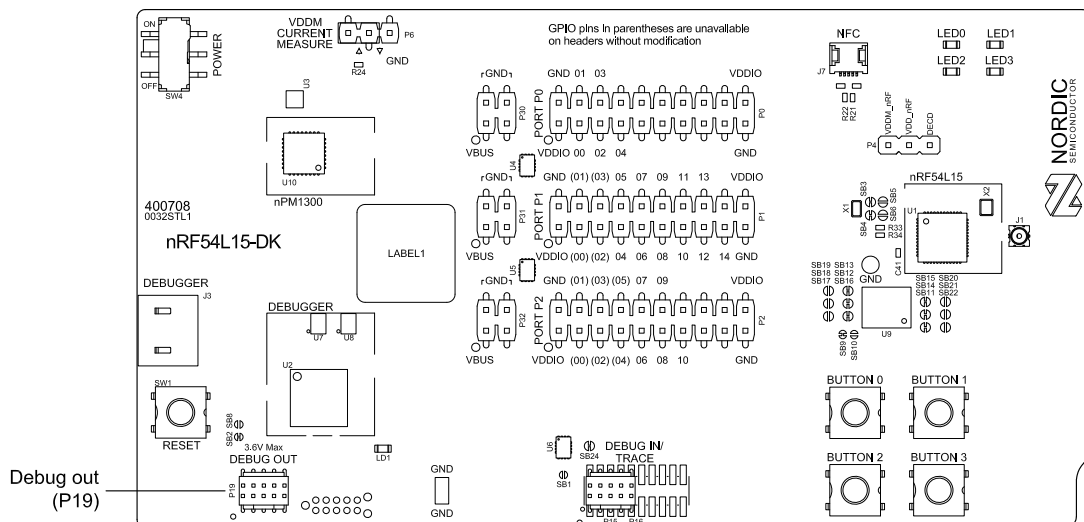 ON
OFF
SW4
POWER
VDDM
CURRENT
MEASURE
P6
R24
GND
GPIO pins in parentheses are unavailable
on headers without modification
NFC
J7
R22
R21
LED0 LED1
LED2 LED3
U3
U10
nPM1300
GND
P30
VBUS
PORT P0
GND 01 03 VDDIO
P0
VDDIO 00 02 04 GND
U4
VDDM_nRF
VDD_nRF
DECD
P4
NORDIC
SEMICONDUCTOR
nRF54L15
400708
0032STL1
nRF54L15-DK
LABEL1
GND
P31
VBUS
PORT P1
GND (01) (03) 05 07 09 11 13 VDDIO
P1
VDDIO (00) (02) 04 06 08 10 12 14 GND
U5
X1
SB3
SB4
SB5
SB6
R33
R34
U1
X2
J1
C41
GND
DEBUGGER
J3
DEBUGGER
U7
U8
U2
GND
P32
VBUS
PORT P2
GND (01) (03) (05) 07 09 VDDIO
P2
VDDIO (00) (02) (04) 06 08 10 GND
SB19 SB13
SB18 SB12
SB17 SB16
SB15 SB20
SB14 SB21
SB11 SB22
U9
SB9
SB10
SW1
RESET
SB8
SB2
3.6V Max
DEBUG OUT
P19
LD1
GND
GND
U6
SB24
SB1
DEBUG IN/
TRACE
P15 P16
BUTTON 0 BUTTON 1
BUTTON 2 BUTTON 3
Debug out
(P19)